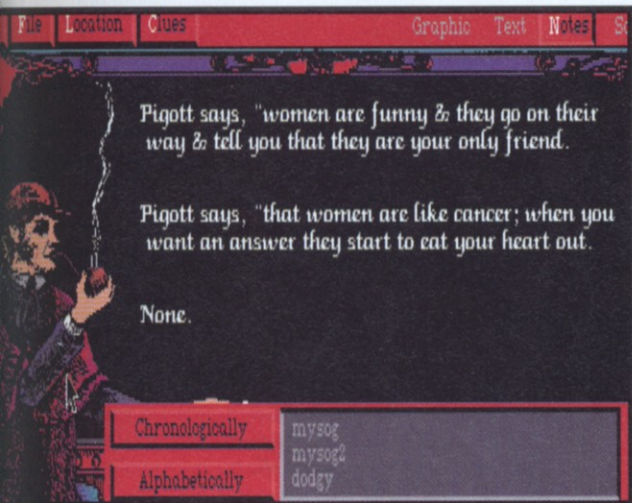 File Location Clues Graphic Text Notes
Pigott says, "women are funny & they go on their
way & tell you that they are your only friend.
Pigott says, "that women are like cancer; when you
want an answer they start to eat your heart out.
None.
Chronologically
Alphabetically
mysog
mysog2
dodgy